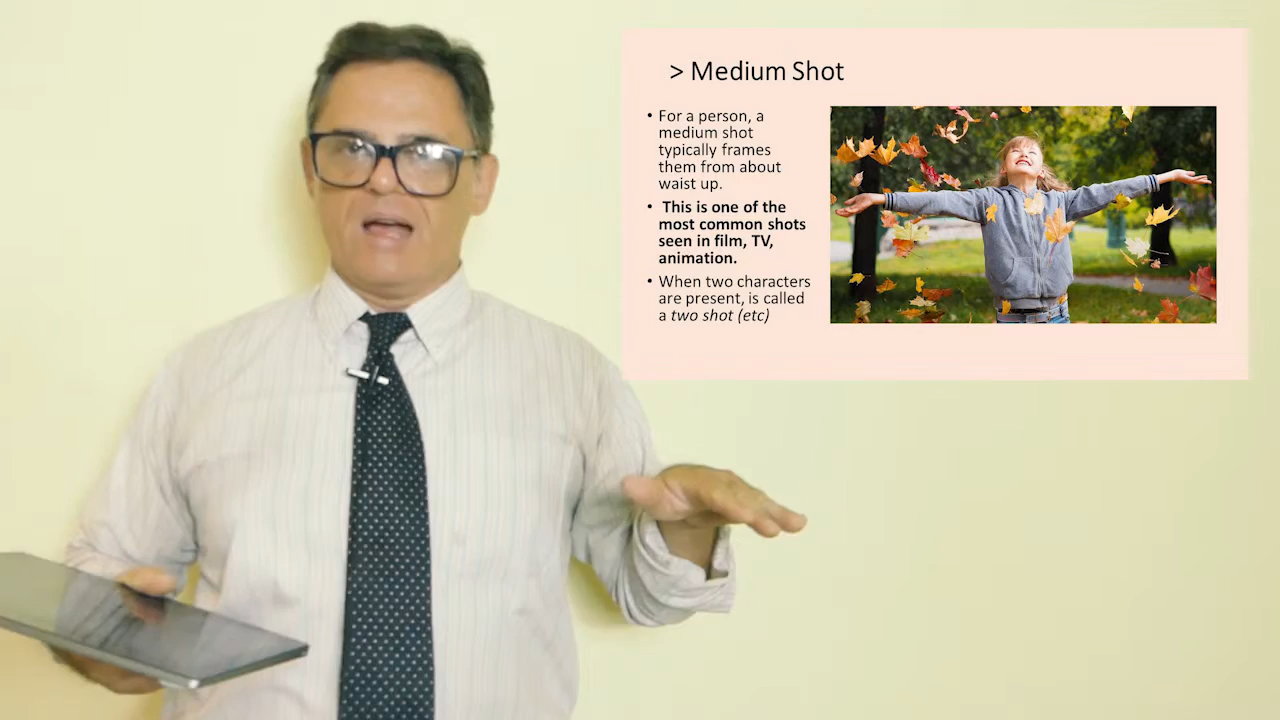 > Medium Shot
• For a person, a
medium shot
typically frames
them from about
waist up.
• This is one of the
most common shots
seen in film, TV,
animation.
• When two characters
are present, is called
a two shot (etc)